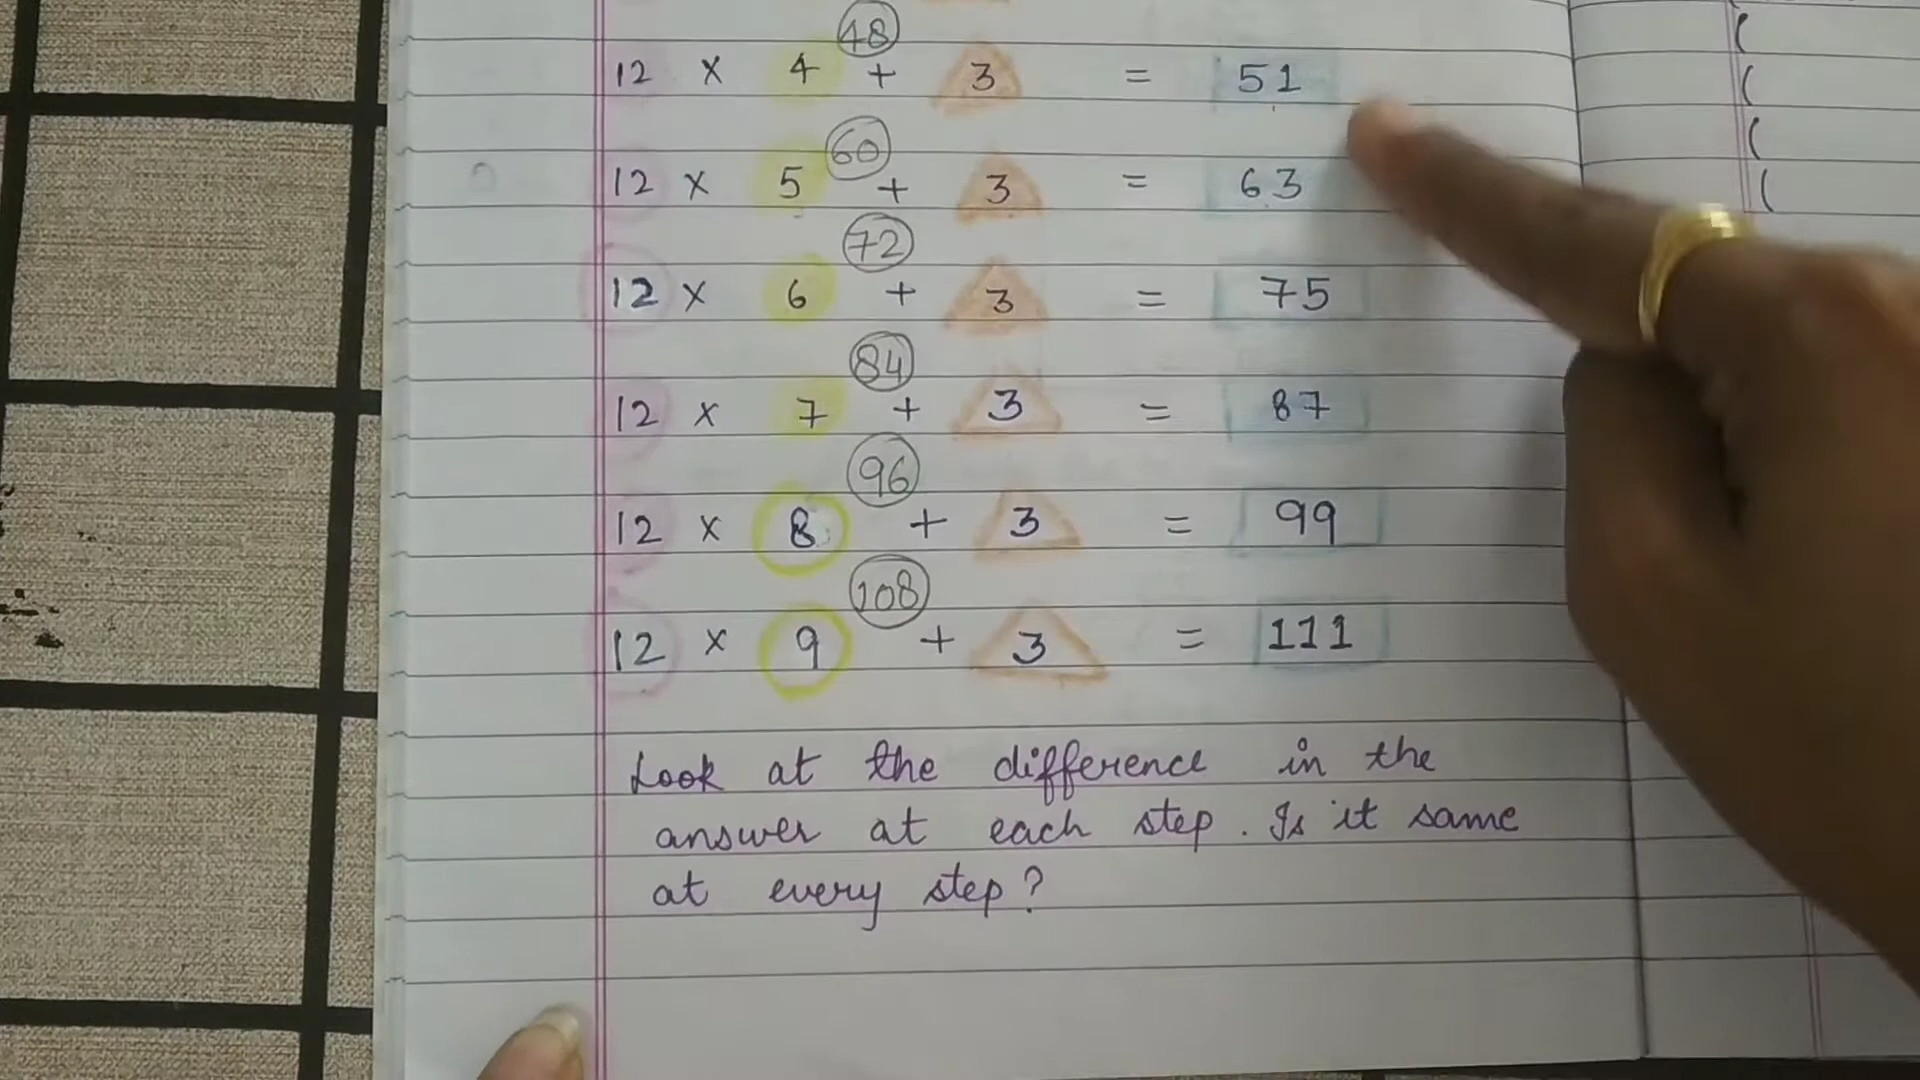 48
12 × 4 + 3 = 51
60
12 × 5 + 3 = 63
72
12 × 6 + 3 = 75
84
12 × 7 + 3 = 87
96
12 × 8 + 3 = 99
108
12 × 9 + 3 = 111
Look at the difference in the
answer at each step. Is it same
at every step?
(
(
(
(